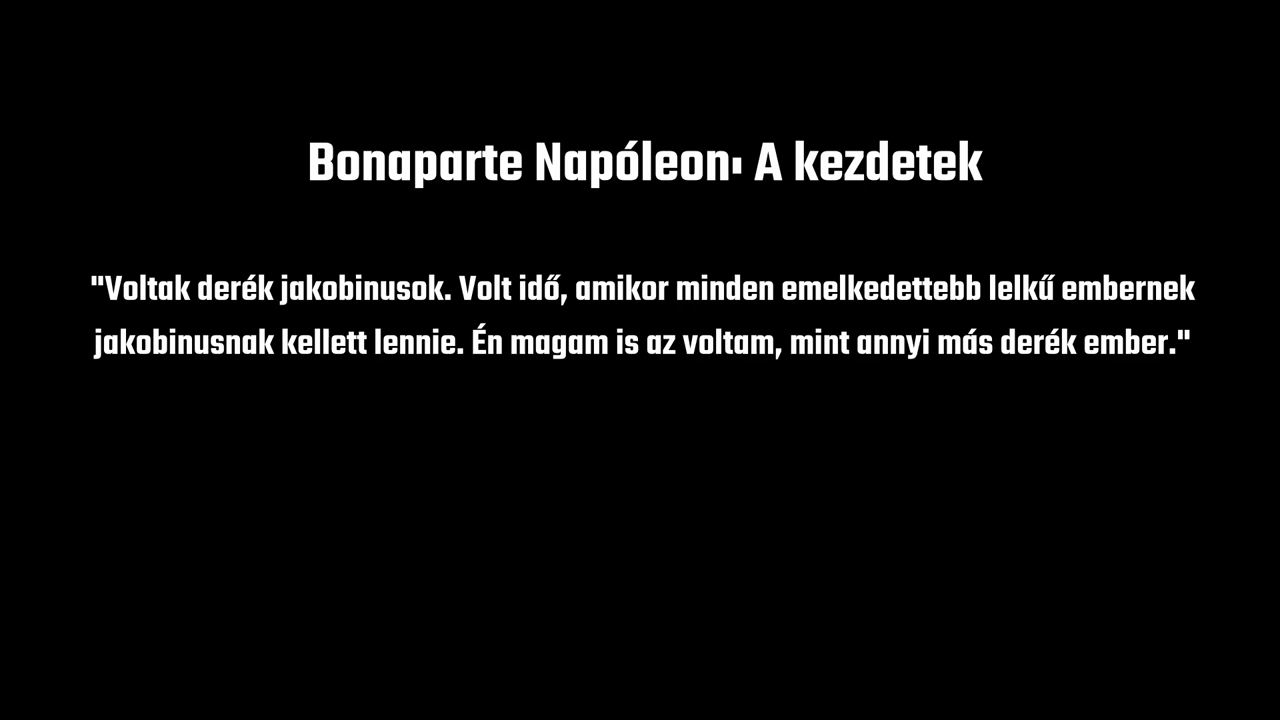 Bonaparte Napóleon: A kezdetek
"Voltak derék jakobinusok. Volt idő, amikor minden emelkedettebb lelkű embernek
jakobinusnak kellett lennie. Én magam is az voltam, mint annyi más derék ember."